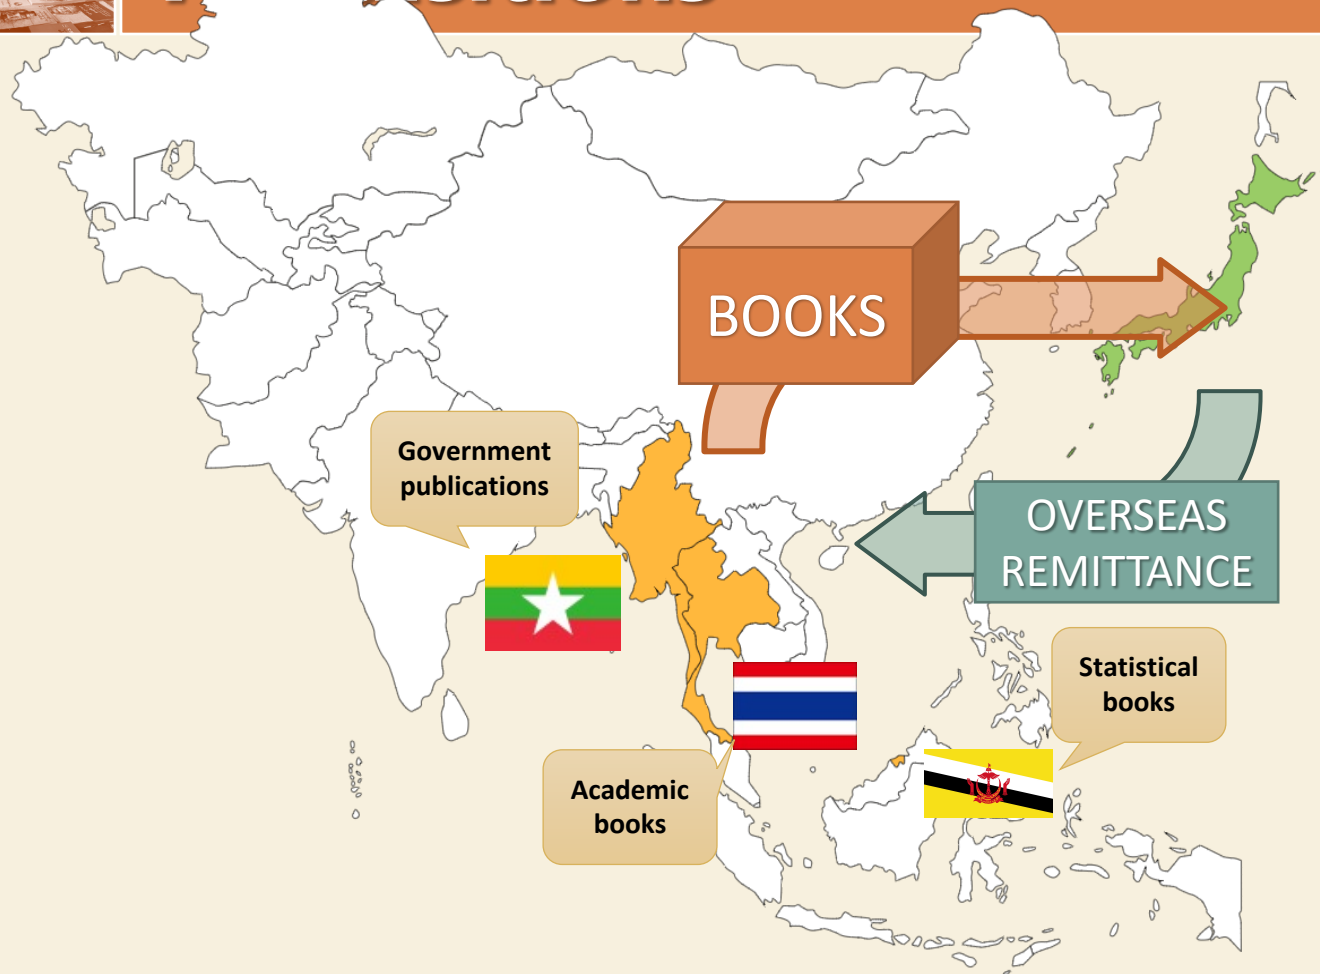 BOOKS
Government
publications
OVERSEAS
REMITTANCE
Statistical
books
Academic
books